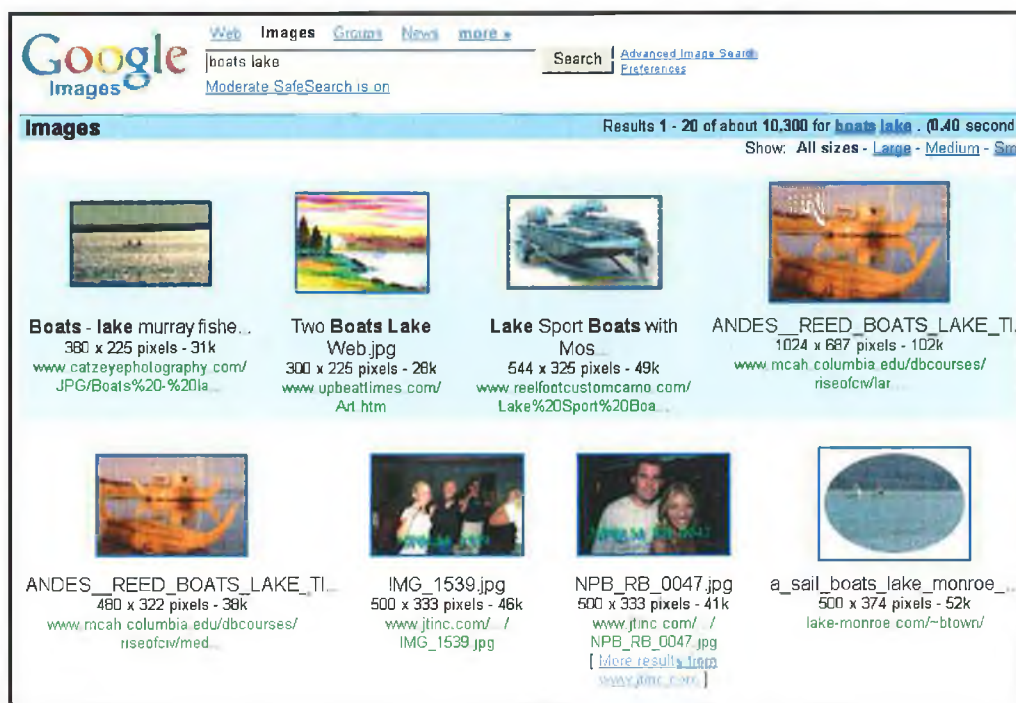 Google
Images
Web Images Groups News more »
boats lake
Search
Advanced Image Search
Preferences
Moderate SafeSearch is on
Images
Results 1 - 20 of about 10,300 for boats lake . (0.40 second
Show: All sizes - Large - Medium - Sm
Boats - lake murray fishe...
380 x 225 pixels - 31k
www.catzeyephotography.com/
JPG/Boats%20-%20la...
Two Boats Lake
Web.jpg
300 x 225 pixels - 28k
www.upbeattimes.com/
Art.htm
Lake Sport Boats with
Mos...
544 x 325 pixels - 49k
www.reelfootcustomcamo.com/
Lake%20Sport%20Boa...
ANDES__REED_BOATS_LAKE_TI...
1024 x 687 pixels - 102k
www.mcah.columbia.edu/dbcourses/
riseofciv/lar...
ANDES__REED_BOATS_LAKE_TI...
480 x 322 pixels - 38k
www.mcah.columbia.edu/dbcourses/
riseofciv/med...
IMG_1539.jpg
500 x 333 pixels - 46k
www.jtinc.com/.../
IMG_1539.jpg
NPB_RB_0047.jpg
500 x 333 pixels - 41k
www.jtinc.com/.../
NPB_RB_0047.jpg
[ More results from
www.jtinc.com ]
a_sail_boats_lake_monroe_...
500 x 374 pixels - 52k
lake-monroe.com/~btown/